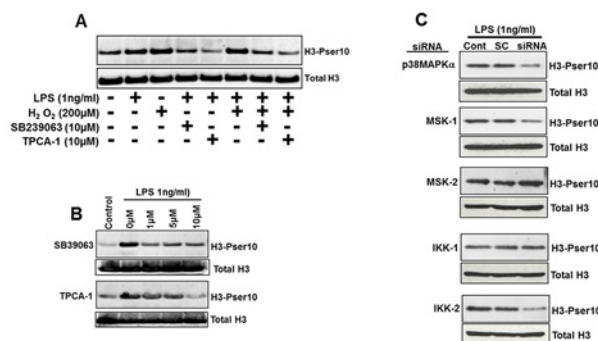 A
H3-Pser10
Total H3
LPS (1ng/ml) - + - + + + + +
H2 O2 (200μM) - - + - - + + +
SB239063 (10μM) - - - + - - + -
TPCA-1 (10μM) - - - - + - - +
B
LPS 1ng/ml)
Control 0μM 1μM 5μM 10μM
SB39063 H3-Pser10
Total H3
TPCA-1 H3-Pser10
Total H3
C
LPS (1ng/ml)
siRNA Cont SC siRNA
p38MAPKα H3-Pser10
Total H3
MSK-1 H3-Pser10
Total H3
MSK-2 H3-Pser10
Total H3
IKK-1 H3-Pser10
Total H3
IKK-2 H3-Pser10
Total H3